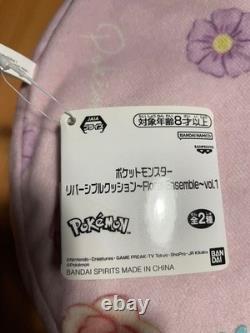 対象年齢8才以上
BANDAI NAMCO
BANPRESTO
ポケットモンスター
リバーシブルクッション～Floral Ensemble～vol.1
POKÉMON
全2種
©Nintendo・Creatures・GAME FREAK・TV Tokyo・ShoPro・JR Kikaku
©Pokémon
BANDAI SPIRITS MADE IN CHINA
BANDAI